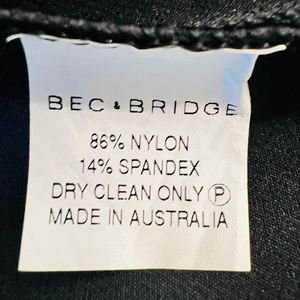 BEC & BRIDGE
86% NYLON
14% SPANDEX
DRY CLEAN ONLY Ⓟ
MADE IN AUSTRALIA